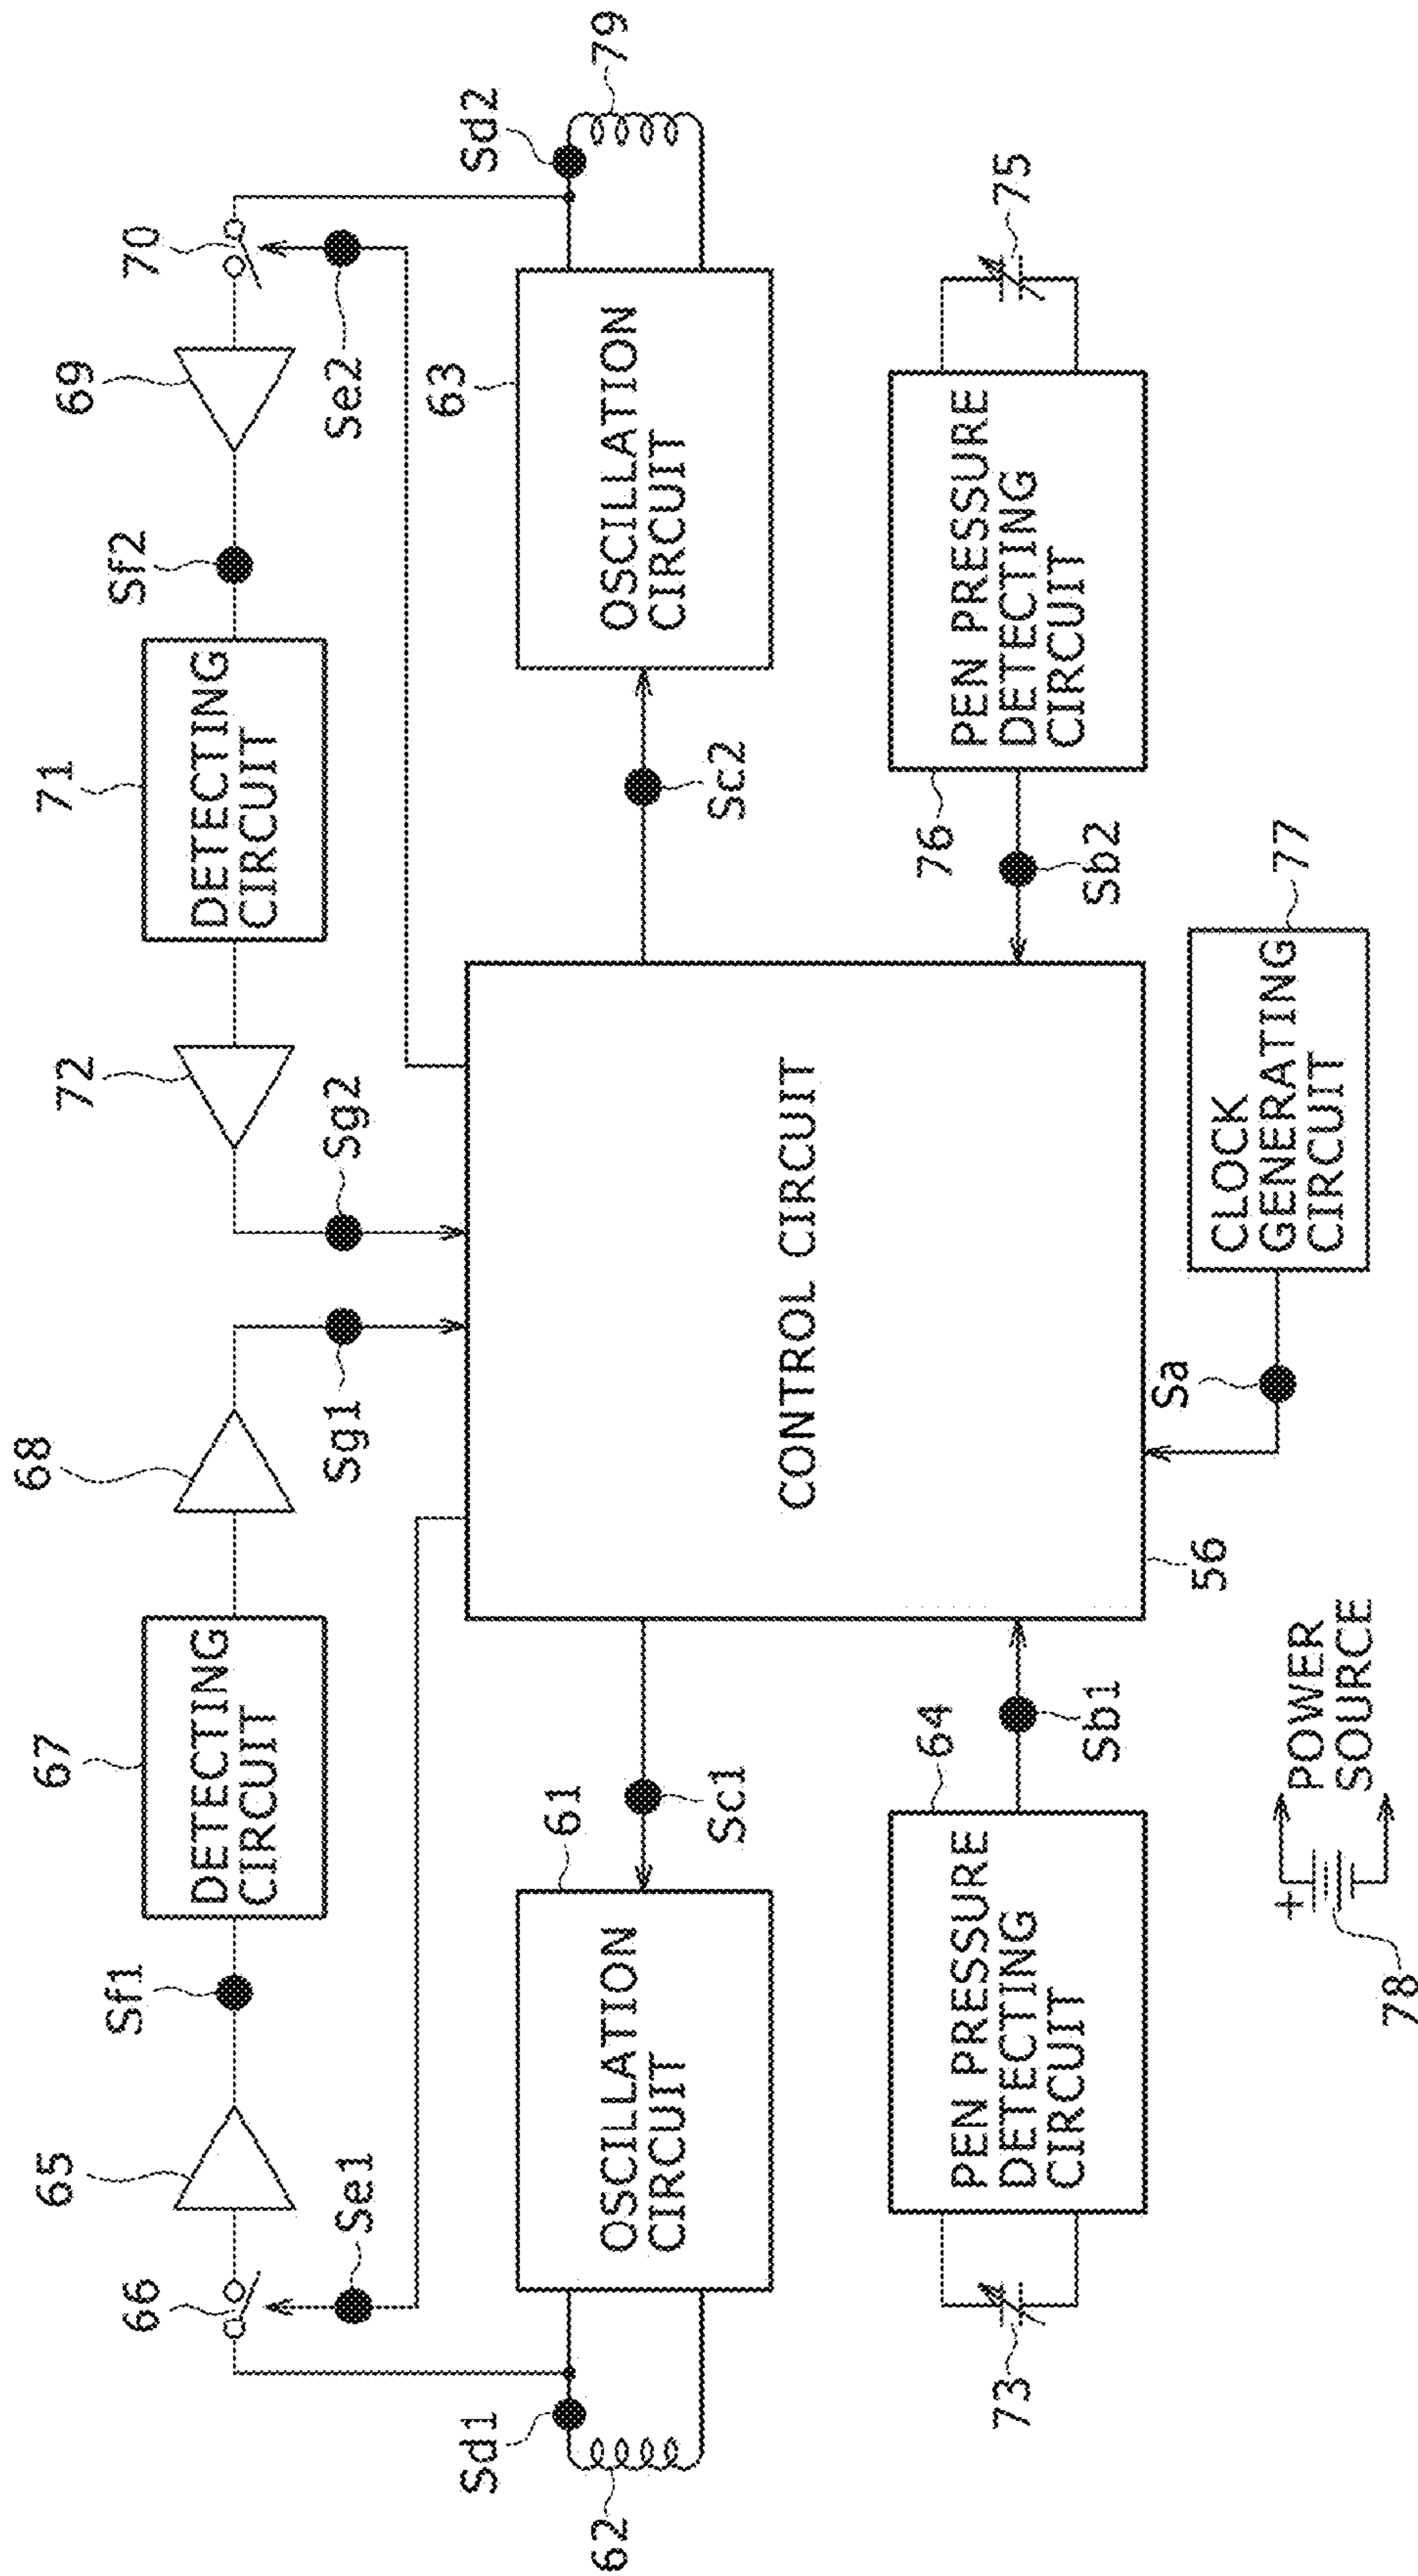 66
65
Sf1
67
DETECTING
CIRCUIT
68
72
71
DETECTING
CIRCUIT
Sf2
69
70
Se1
Sg1
Sg2
Se2
Sd1
62
61
OSCILLATION
CIRCUIT
Sc1
CONTROL CIRCUIT
56
Sc2
63
OSCILLATION
CIRCUIT
Sd2
79
73
64
PEN PRESSURE
DETECTING
CIRCUIT
Sb1
Sb2
76
PEN PRESSURE
DETECTING
CIRCUIT
75
78
+
POWER
SOURCE
Sa
CLOCK
GENERATING
CIRCUIT
77